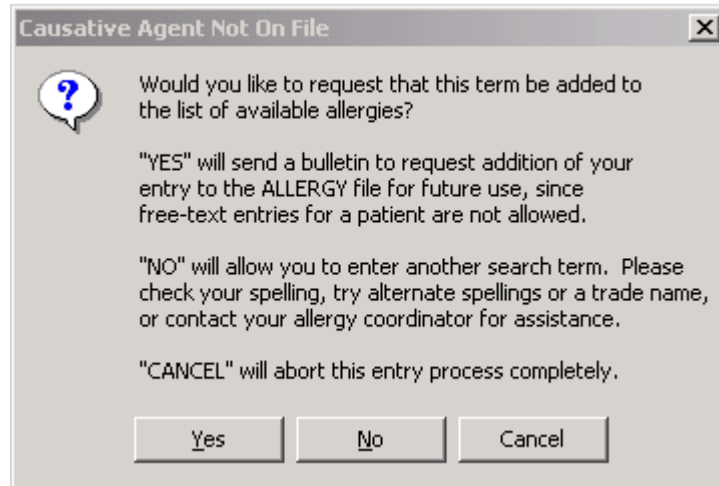 Causative Agent Not On File
Would you like to request that this term be added to
the list of available allergies?
"YES" will send a bulletin to request addition of your
entry to the ALLERGY file for future use, since
free-text entries for a patient are not allowed.
"NO" will allow you to enter another search term.  Please
check your spelling, try alternate spellings or a trade name,
or contact your allergy coordinator for assistance.
"CANCEL" will abort this entry process completely.
Yes
No
Cancel